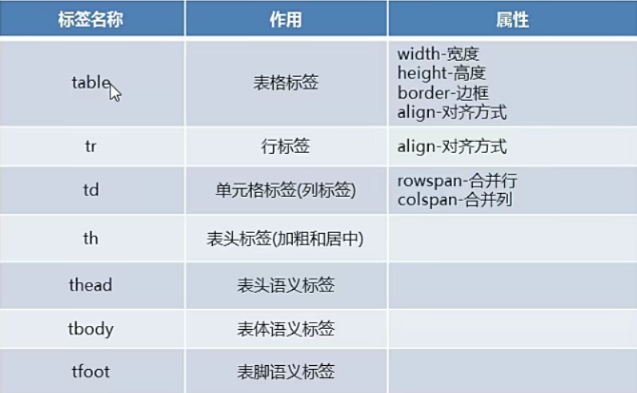 标签名称 作用 属性
table 表格标签 width-宽度
height-高度
border-边框
align-对齐方式
tr 行标签 align-对齐方式
td 单元格标签(列标签) rowspan-合并行
colspan-合并列
th 表头标签(加粗和居中)
thead 表头语义标签
tbody 表体语义标签
tfoot 表脚语义标签